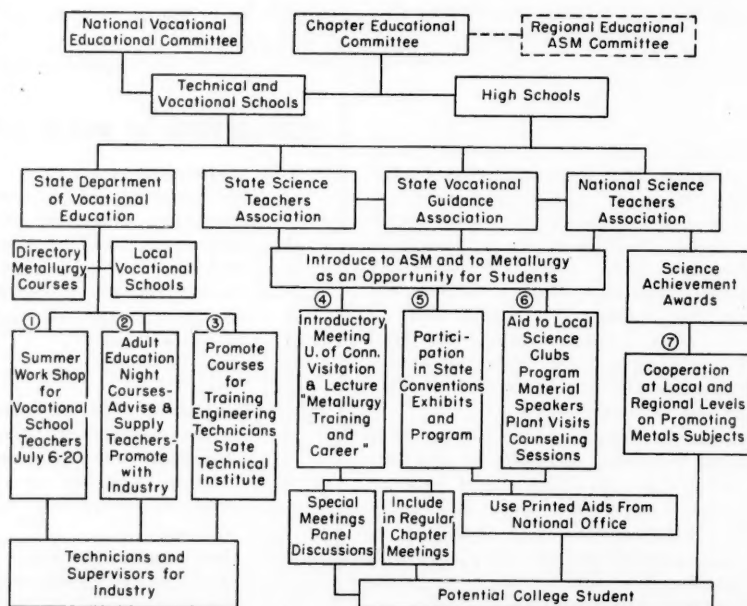 National Vocational
Educational Committee
Chapter Educational
Committee
Regional Educational
ASM Committee
Technical and
Vocational Schools
High Schools
State Department
of Vocational
Education
State Science
Teachers
Association
State Vocational
Guidance
Association
National Science
Teachers
Association
Directory
Metallurgy
Courses
Local
Vocational
Schools
Introduce to ASM and to Metallurgy
as an Opportunity for Students
Science
Achievement
Awards
①
Summer
Work Shop
for
Vocational
School
Teachers
July 6-20
②
Adult
Education
Night
Courses-
Advise &
Supply
Teachers-
Promote
with
Industry
③
Promote
Courses
for
Training
Engineering
Technicians
State
Technical
Institute
④
Introductory
Meeting
U. of Conn.
Visitation
& Lecture
"Metallurgy
Training
and
Career"
⑤
Partici-
pation
in State
Conventions
Exhibits
and
Program
⑥
Aid to Local
Science
Clubs
Program
Material
Speakers
Plant Visits
Counseling
Sessions
⑦
Cooperation
at Local and
Regional Levels
on Promoting
Metals Subjects
Special
Meetings
Panel
Discussions
Include
in Regular
Chapter
Meetings
Use Printed Aids From
National Office
Technicians and
Supervisors for
Industry
Potential College Student